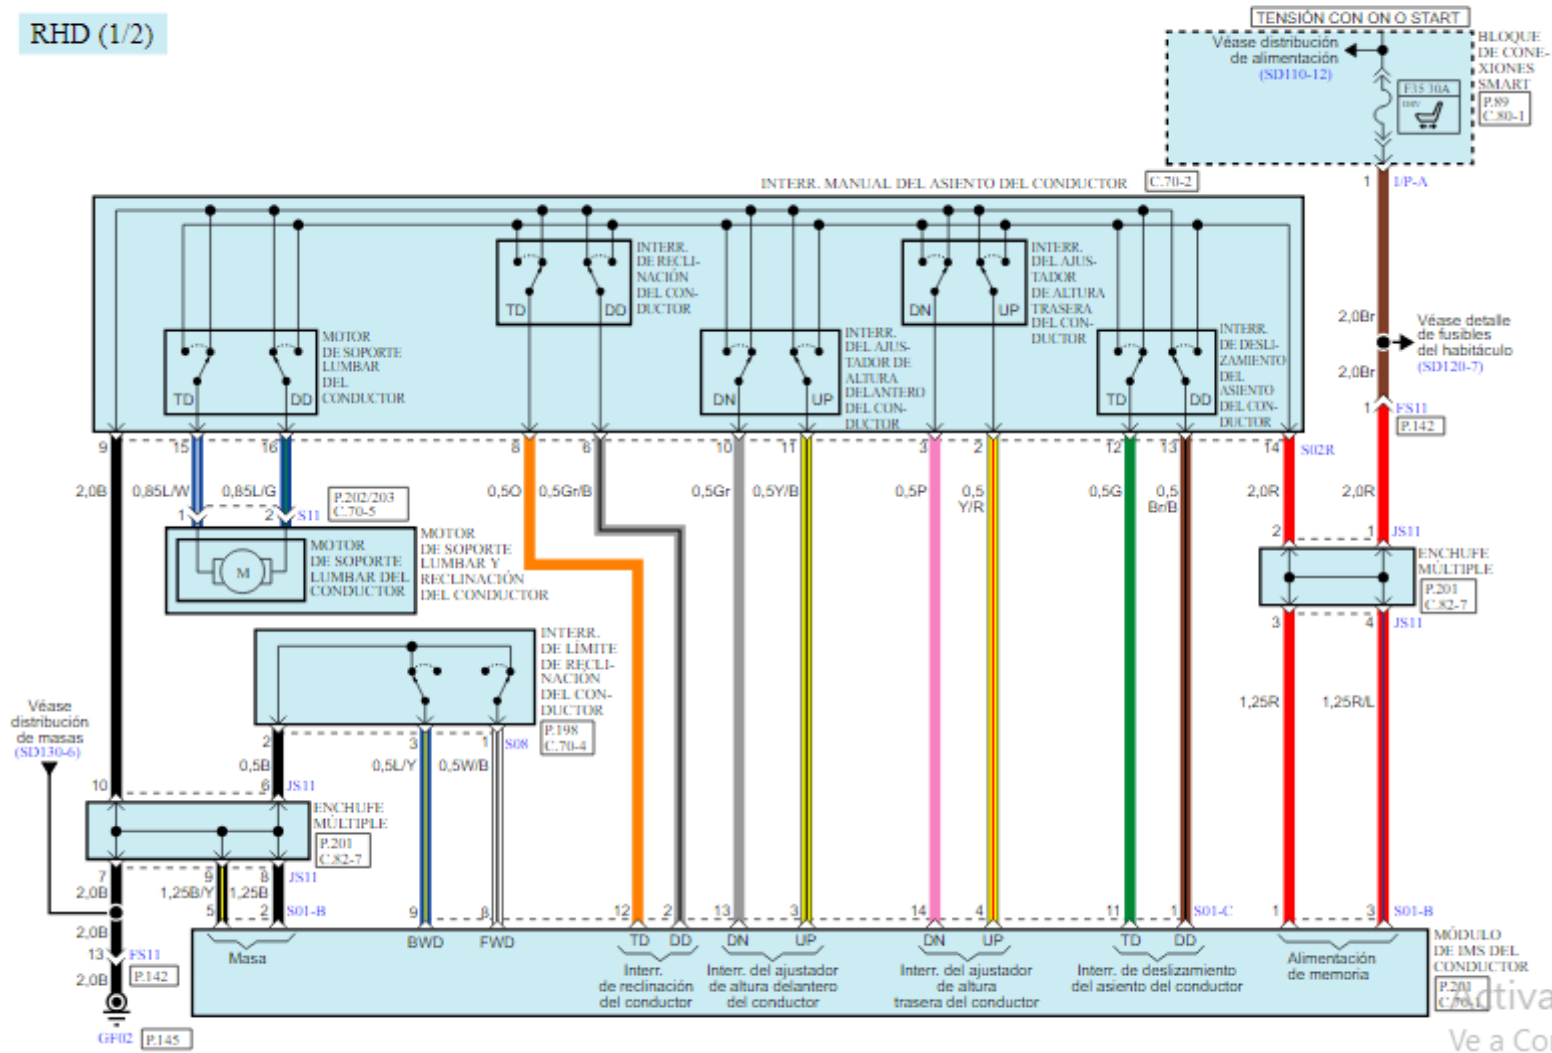 RHD (1/2)
TENSIÓN CON ON O START
Véase distribución
de alimentación
(SD110-12)
F35 30A
DRV
BLOQUE
DE CONE-
XIONES
SMART
P.89
C.80-1
1
I/P-A
INTERR. MANUAL DEL ASIENTO DEL CONDUCTOR
C.70-2
INTERR.
DE RECLI-
NACIÓN
DEL CON-
DUCTOR
TD
DD
INTERR.
DEL AJUS-
TADOR
DE ALTURA
TRASERA
DEL CON-
DUCTOR
DN
UP
MOTOR
DE SOPORTE
LUMBAR
DEL
CONDUCTOR
TD
DD
INTERR.
DEL AJUS-
TADOR DE
ALTURA
DELANTERO
DEL CON-
DUCTOR
DN
UP
INTERR.
DE DESLI-
ZAMIENTO
DEL
ASIENTO
DEL CON-
DUCTOR
TD
DD
2,0Br
Véase detalle
de fusibles
del habitáculo
(SD120-7)
2,0Br
1
FS11
P.142
9
15
16
8
6
10
11
3
2
12
13
14
S02R
2,0B
0,85L/W
0,85L/G
0,5O
0,5Gr/B
0,5Gr
0,5Y/B
0,5P
0,5
Y/R
0,5G
0,5
Br/B
2,0R
2,0R
P.202/203
C.70-5
1
2
S11
MOTOR
DE SOPORTE
LUMBAR DEL
CONDUCTOR
M
MOTOR
DE SOPORTE
LUMBAR Y
RECLINACIÓN
DEL CONDUCTOR
2
1
JS11
ENCHUFE
MÚLTIPLE
P.201
C.82-7
3
4
JS11
INTERR.
DE LÍMITE
DE RECLI-
NACIÓN
DEL CON-
DUCTOR
P.198
C.70-4
2
3
1
S08
0,5B
0,5L/Y
0,5W/B
1,25R
1,25R/L
Véase
distribución
de masas
(SD130-6)
10
6
JS11
ENCHUFE
MÚLTIPLE
P.201
C.82-7
7
9
8
JS11
2,0B
1,25B/Y
1,25B
5
2
S01-B
9
8
12
2
13
3
14
4
11
1
S01-C
1
3
S01-B
2,0B
13
FS11
P.142
2,0B
GF02
P.145
Masa
BWD
FWD
TD
DD
Interr.
de reclinación
del conductor
DN
UP
Interr. del ajustador
de altura delantero
del conductor
DN
UP
Interr. del ajustador
de altura
trasera del conductor
TD
DD
Interr. de deslizamiento
del asiento del conductor
Alimentación
de memoria
MÓDULO
DE IMS DEL
CONDUCTOR
P.201
C.70-1
Activa
Ve a Con